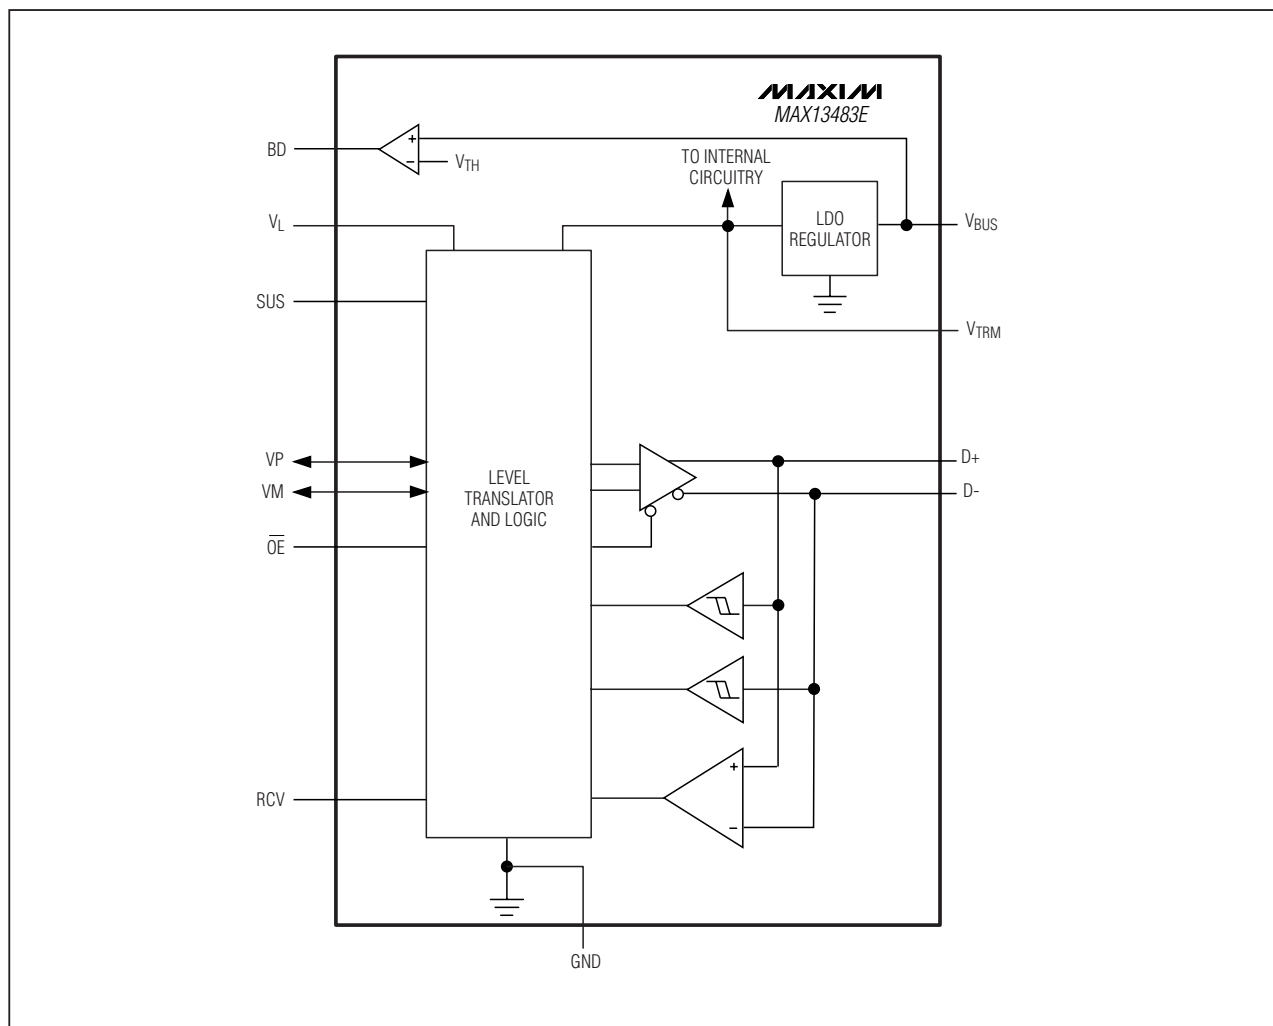 MAXIM
MAX13483E
BD
+
−
VTH
TO INTERNAL
CIRCUITRY
VL
LDO
REGULATOR
VBUS
SUS
VTRM
VP
VM
LEVEL
TRANSLATOR
AND LOGIC
D+
D-
O̅E̅
+
−
RCV
GND